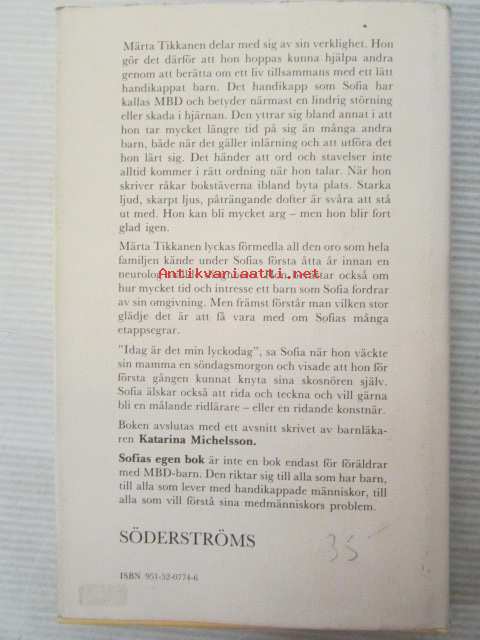 Märta Tikkanen delar med sig av sin verklighet. Hon
gör det därför att hon hoppas kunna hjälpa andra
genom att berätta om ett liv tillsammans med ett lätt
handikappat barn. Det handikapp som Sofia har
kallas MBD och betyder närmast en lindrig störning
eller skada i hjärnan. Den yttrar sig bland annat i att
hon tar mycket längre tid på sig än många andra
barn, både när det gäller inlärning och att utföra det
hon lärt sig. Det händer att ord och stavelser inte
alltid kommer i rätt ordning när hon talar. När hon
skriver råkar bokstäverna ibland byta plats. Starka
ljud, skarpt ljus, påträngande dofter är svåra att stå
ut med. Hon kan bli mycket arg – men hon blir fort
glad igen.
Märta Tikkanen lyckas förmedla all den oro som hela
familjen kände under Sofias första åtta år innan en
neurolog
Antikvariaatti.net
också om
hur mycket tid och intresse ett barn som Sofia fordrar
av sin omgivning. Men främst förstår man vilken stor
glädje det är att få vara med om Sofias många
etappsegrar.
"Idag är det min lyckodag", sa Sofia när hon väckte
sin mamma en söndagsmorgon och visade att hon för
första gången kunnat knyta sina skosnören själv.
Sofia älskar också att rida och teckna och vill gärna
bli en målande ridlärare – eller en ridande konstnär.
Boken avslutas med ett avsnitt skrivet av barnläka-
ren Katarina Michelsson.
Sofias egen bok är inte en bok endast för föräldrar
med MBD-barn. Den riktar sig till alla som har barn,
till alla som lever med handikappade människor, till
alla som vill förstå sina medmänniskors problem.
SÖDERSTRÖMS
35
ISBN 951-52-0774-6